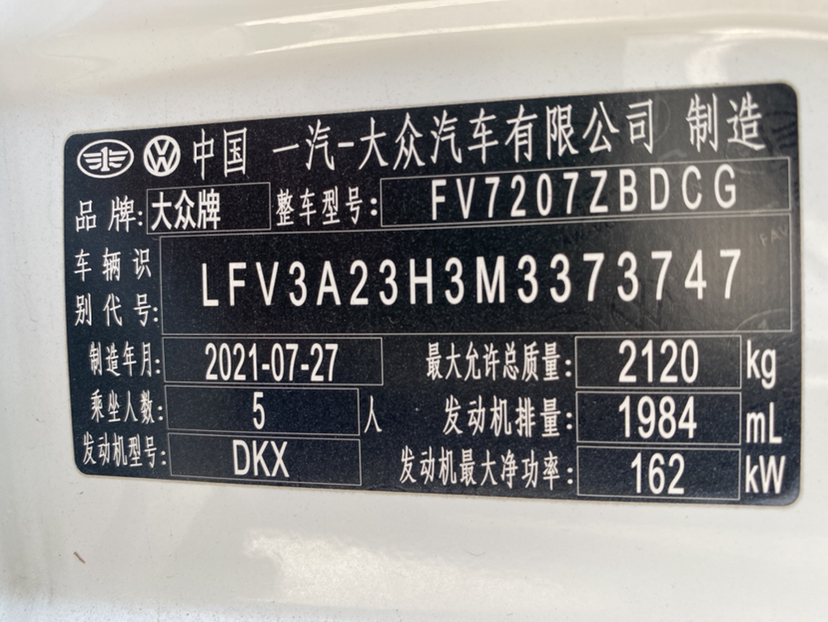 中国 一汽-大众汽车有限公司 制造
品牌: 大众牌 整车型号: FV7207ZBDCG
车辆识别代号: LFV3A23H3M3373747
制造年月: 2021-07-27 最大允许总质量: 2120 kg
乘坐人数: 5 人 发动机排量: 1984 mL
发动机型号: DKX 发动机最大净功率: 162 kW